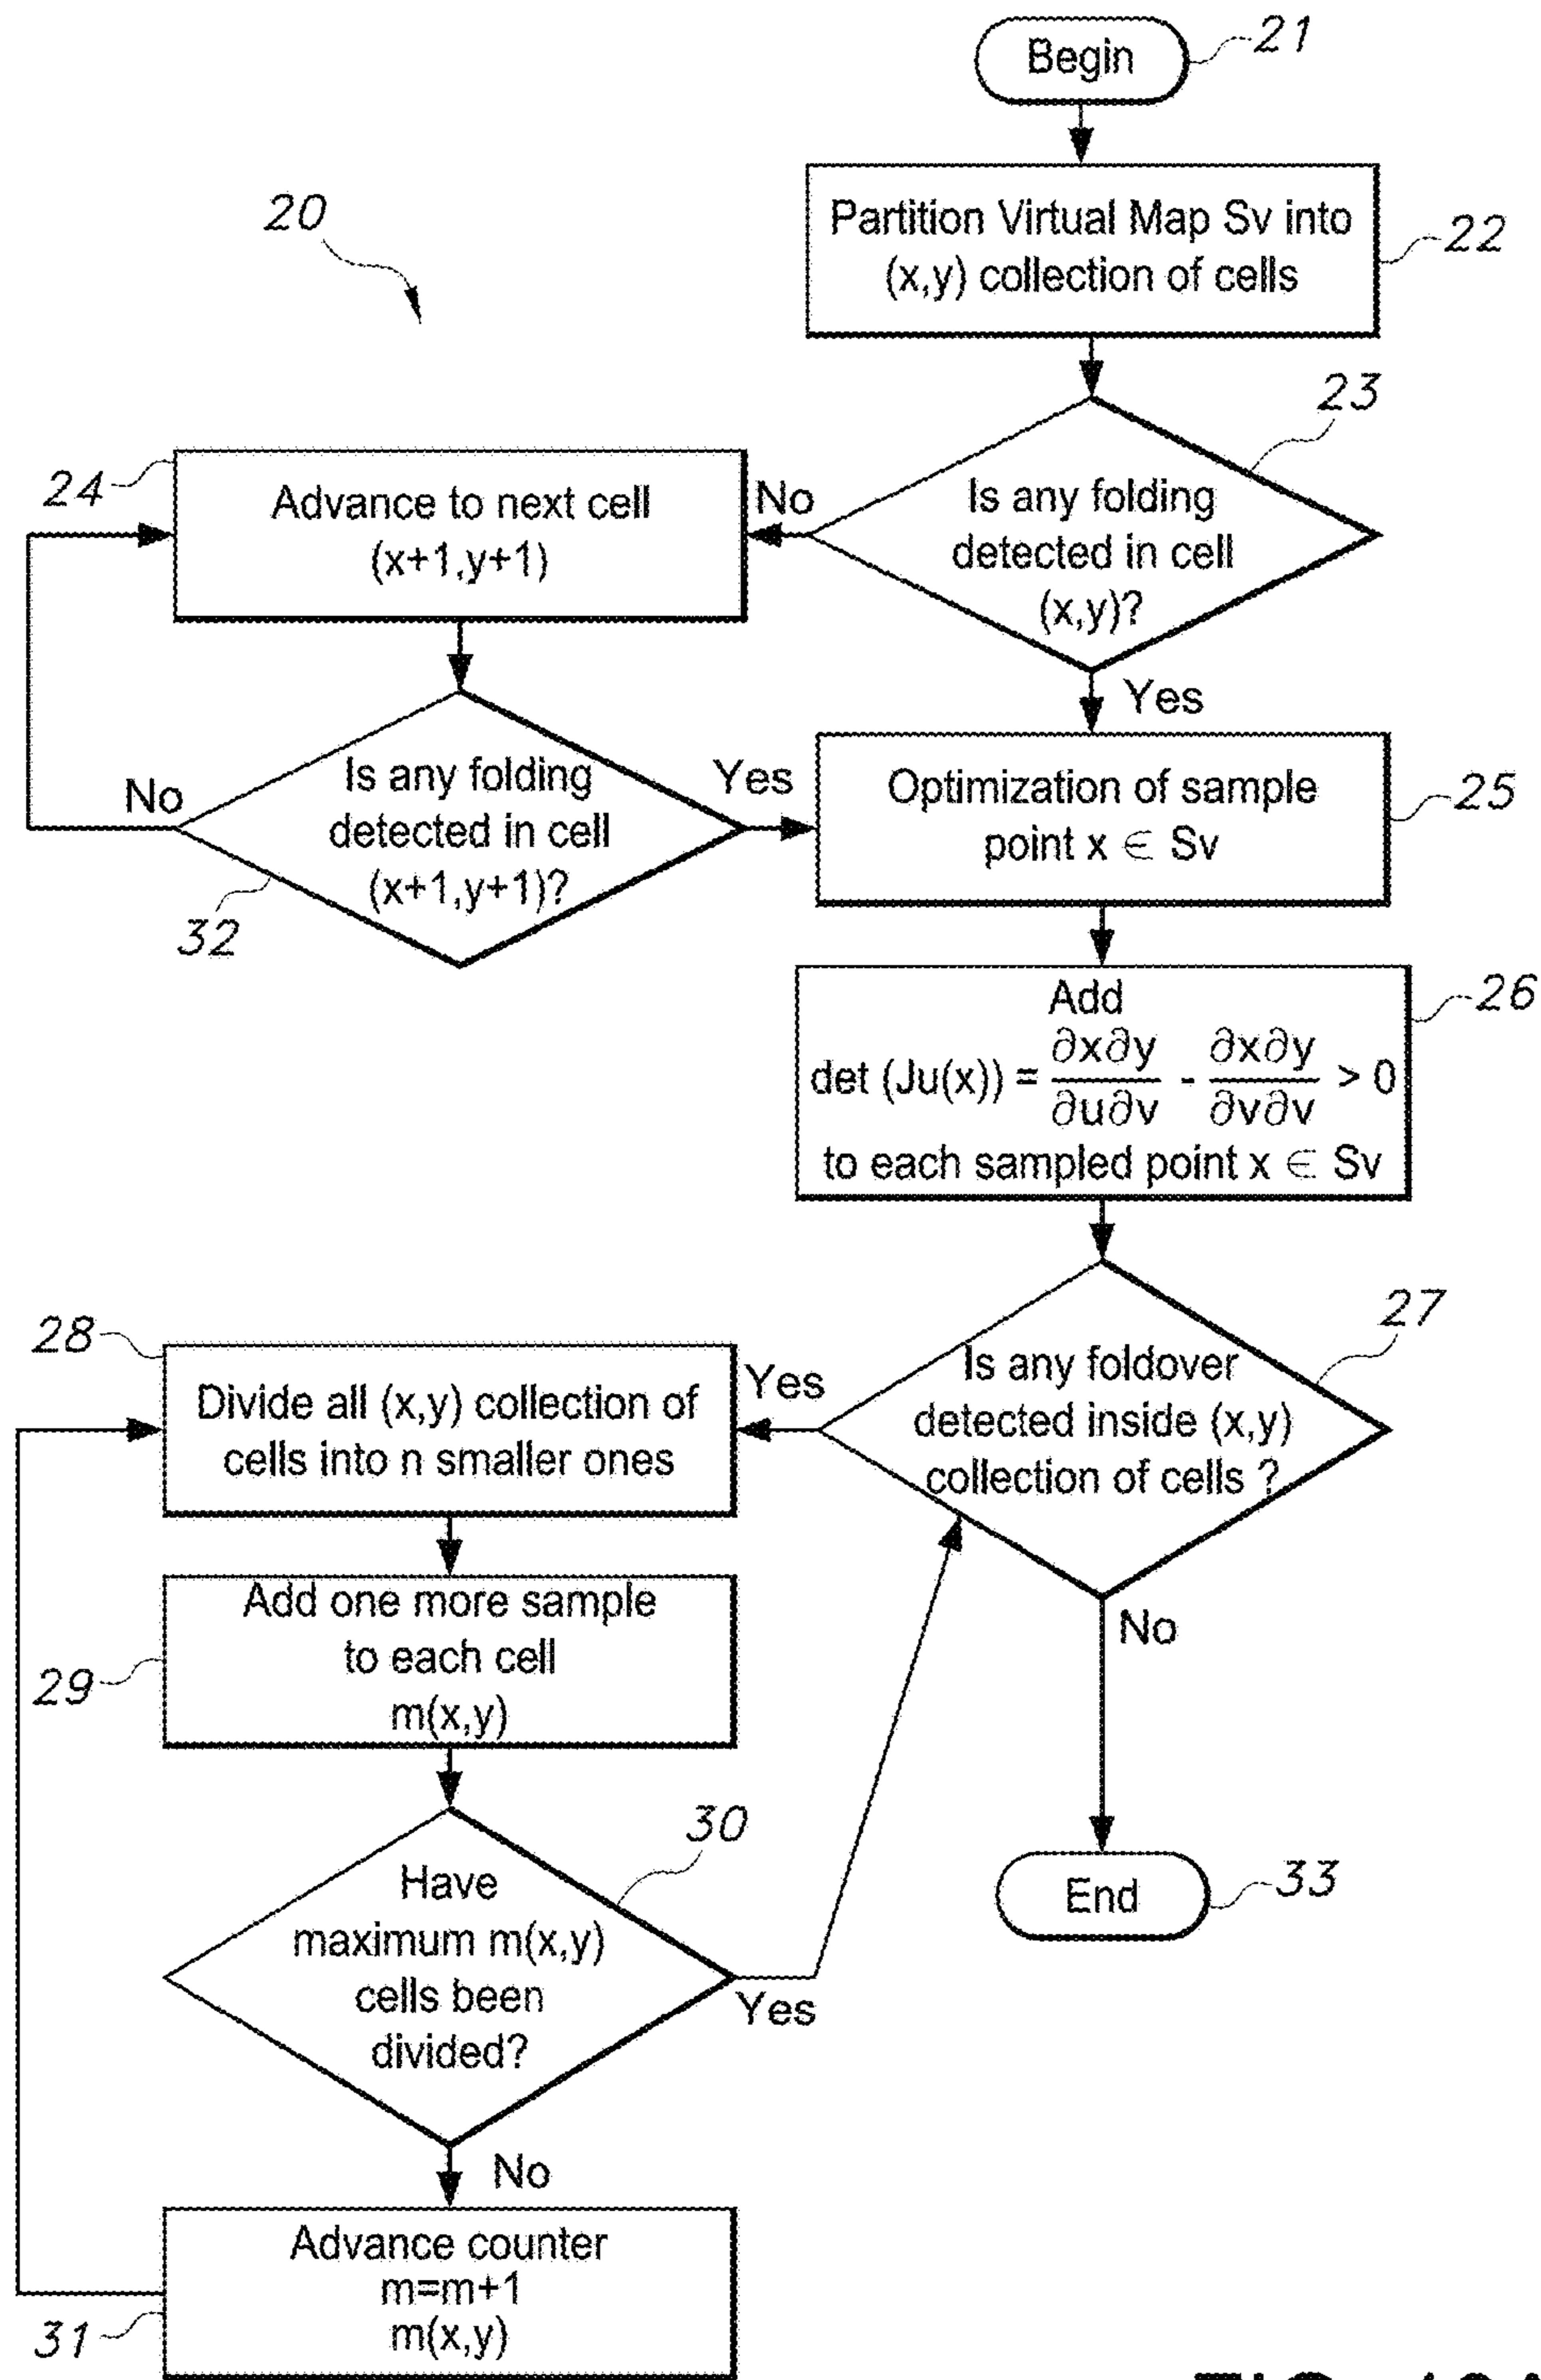 Begin
21
20
Partition Virtual Map Sv into
(x,y) collection of cells
22
23
24
Advance to next cell
(x+1,y+1)
No
Is any folding
detected in cell
(x,y)?
Yes
No
Is any folding
detected in cell
(x+1,y+1)?
Yes
32
Optimization of sample
point x ∈ Sv
25
Add
det (Ju(x)) = ∂x∂y/∂u∂v - ∂x∂y/∂v∂v > 0
to each sampled point x ∈ Sv
26
27
28
Divide all (x,y) collection of
cells into n smaller ones
Yes
Is any foldover
detected inside (x,y)
collection of cells ?
No
Add one more sample
to each cell
m(x,y)
29
30
Have
maximum m(x,y)
cells been
divided?
Yes
End
33
No
Advance counter
m=m+1
m(x,y)
31